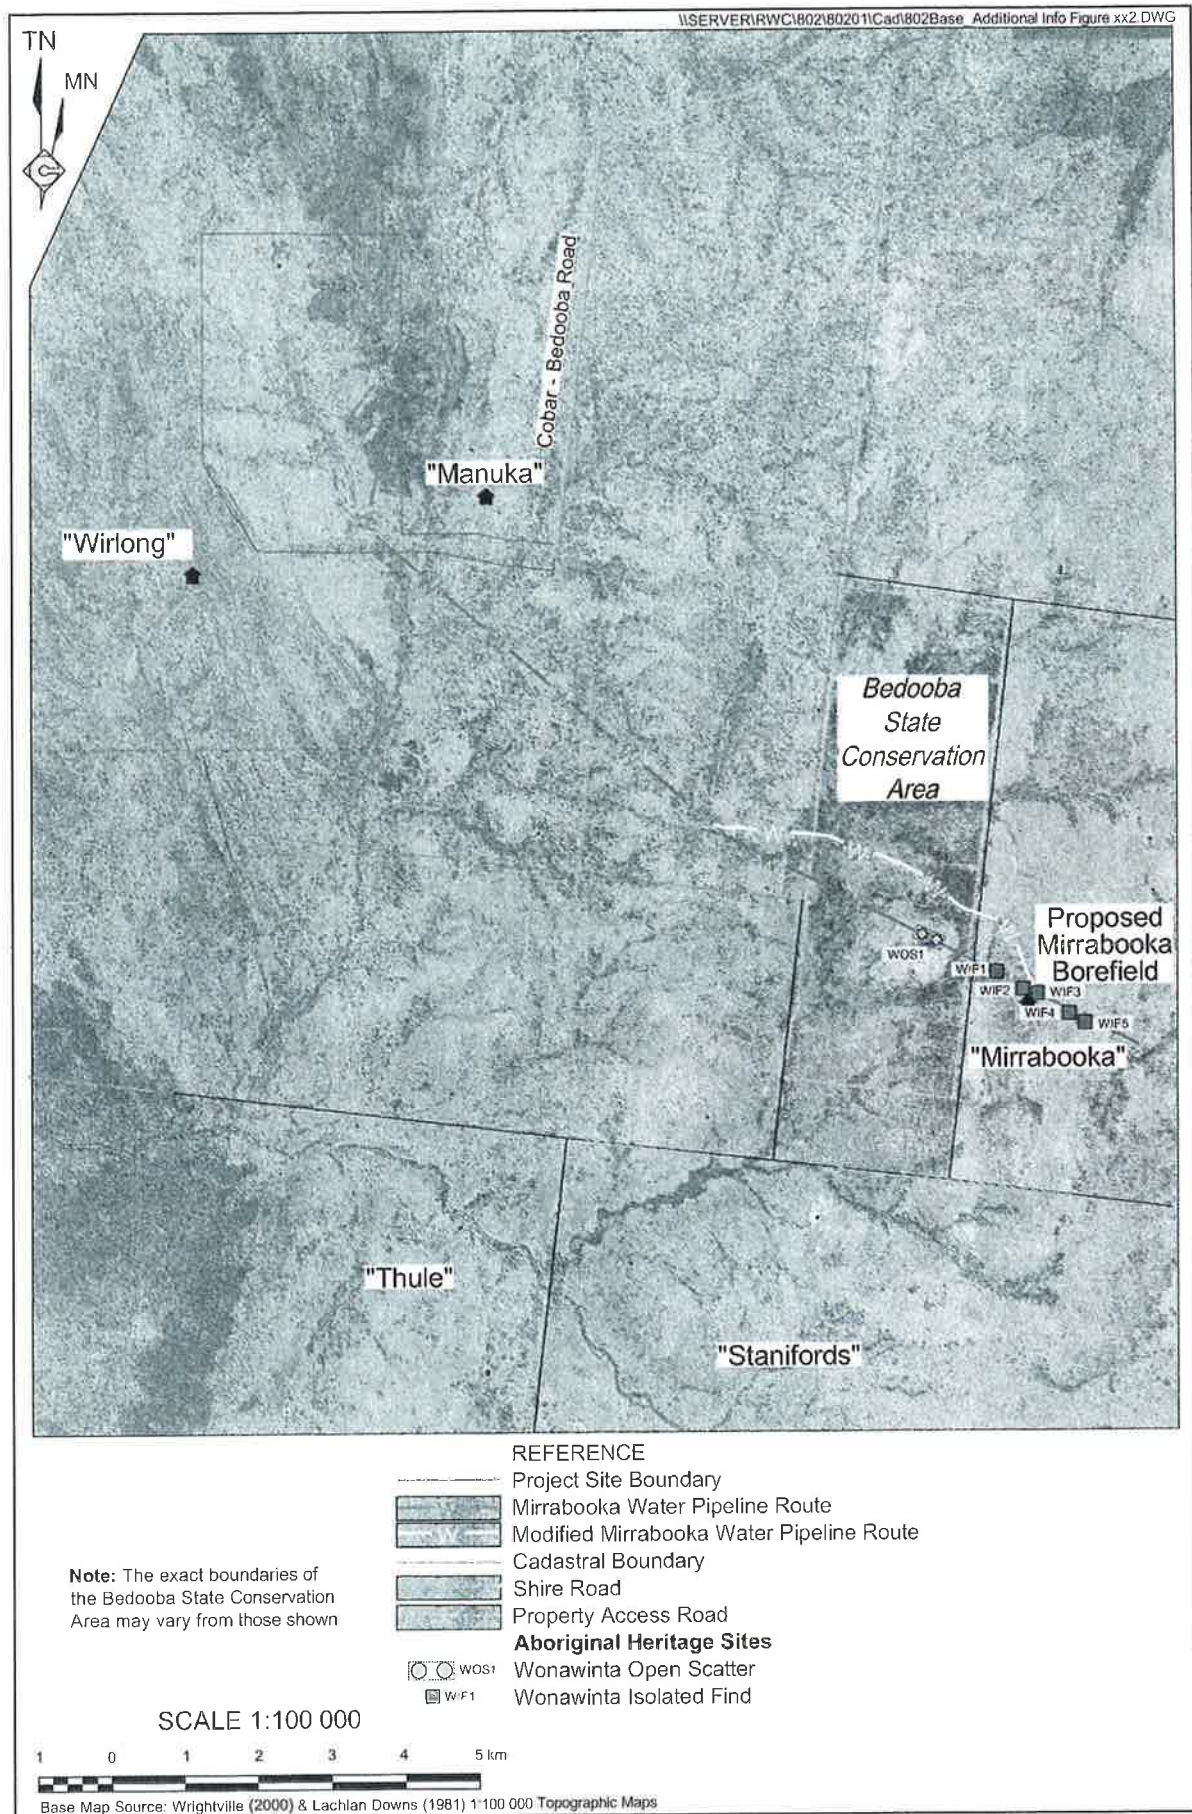 \\SERVER\RWC\802\80201\Cad\802Base_Additional Info Figure xx2.DWG
TN
MN
Cobar - Bedooba Road
"Manuka"
"Wirlong"
Bedooba
State
Conservation
Area
W
Proposed
Mirrabooka
Borefield
WOS1
WIF1
WIF2
WIF3
WIF4
WIF5
"Mirrabooka"
"Thule"
"Stanifords"
REFERENCE
Project Site Boundary
Mirrabooka Water Pipeline Route
W
Modified Mirrabooka Water Pipeline Route
Cadastral Boundary
Shire Road
Property Access Road
Aboriginal Heritage Sites
WOS1 Wonawinta Open Scatter
WIF1 Wonawinta Isolated Find
Note: The exact boundaries of
the Bedooba State Conservation
Area may vary from those shown
SCALE 1:100 000
1 0 1 2 3 4 5 km
Base Map Source: Wrightville (2000) & Lachlan Downs (1981) 1:100 000 Topographic Maps